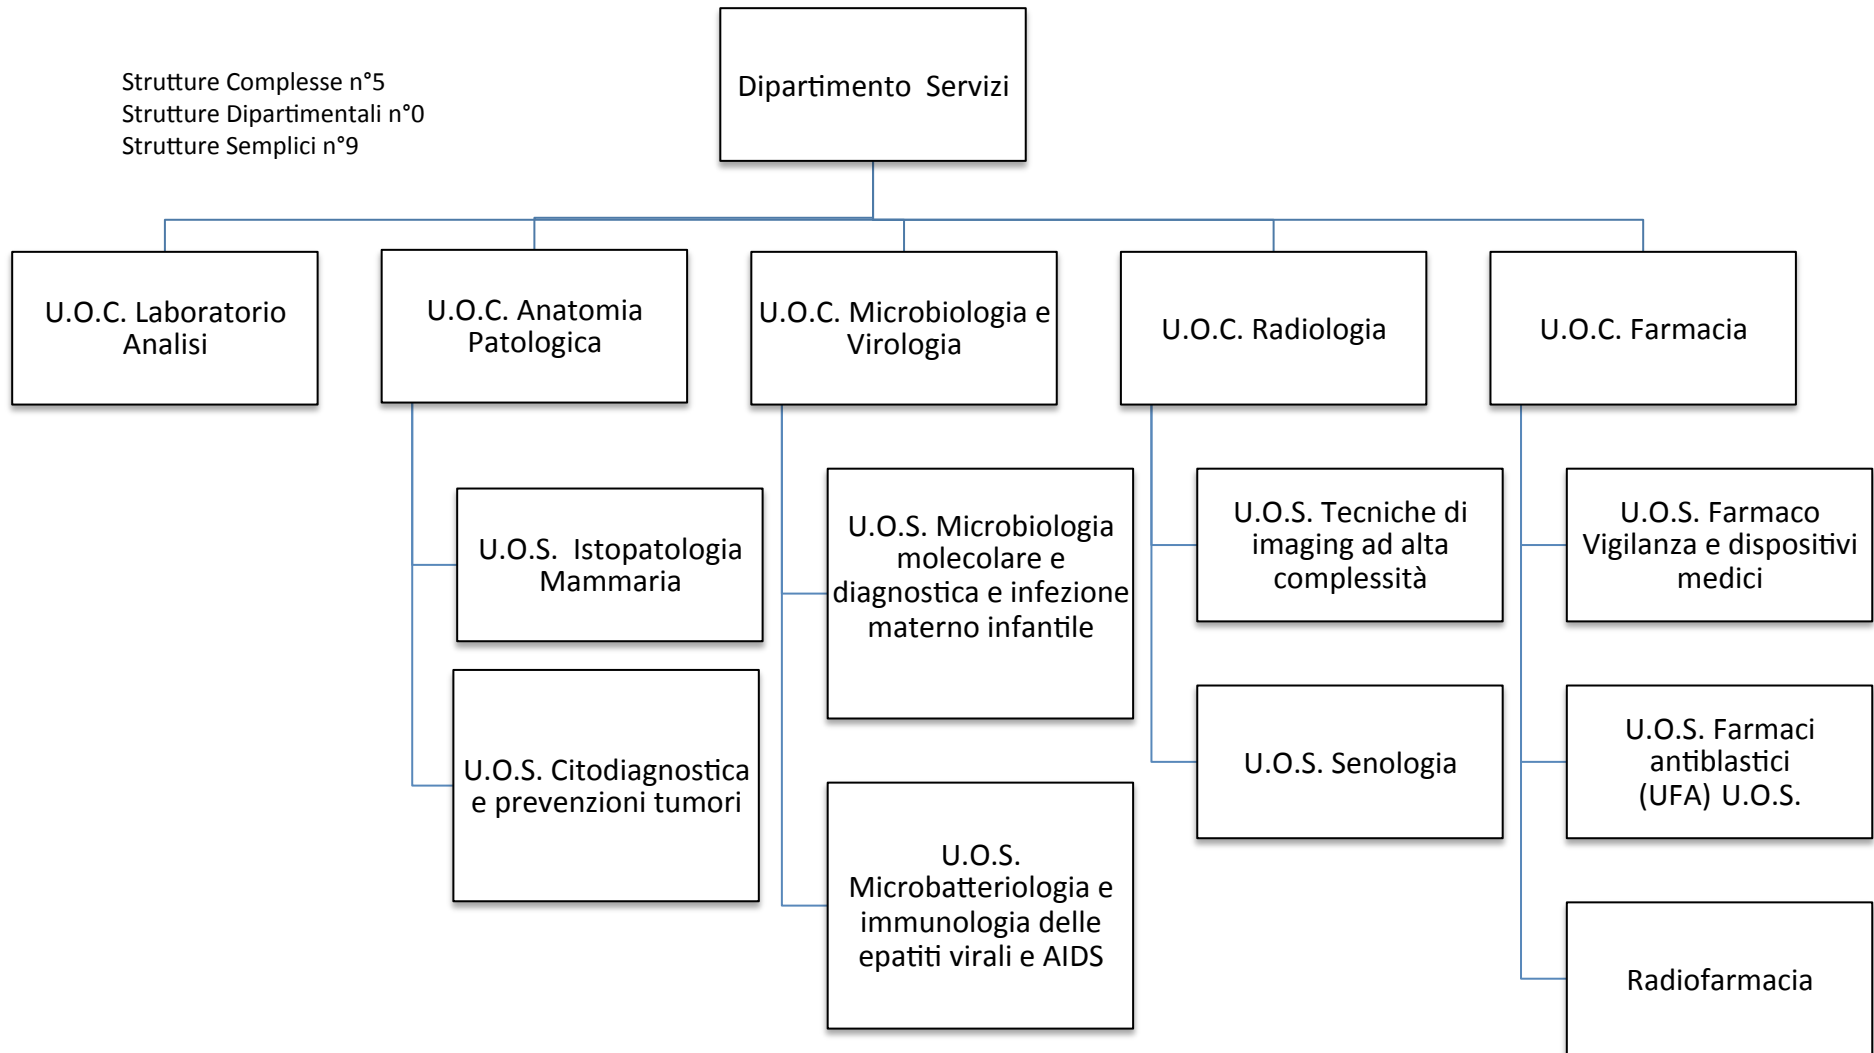 Strutture Complesse n°5
Strutture Dipartimentali n°0
Strutture Semplici n°9
Dipartimento  Servizi
U.O.C. Laboratorio
Analisi
U.O.C. Anatomia
Patologica
U.O.C. Microbiologia e
Virologia
U.O.C. Radiologia
U.O.C. Farmacia
U.O.S.  Istopatologia
Mammaria
U.O.S. Citodiagnostica
e prevenzioni tumori
U.O.S. Microbiologia
molecolare e
diagnostica e infezione
materno infantile
U.O.S.
Microbatteriologia e
immunologia delle
epatiti virali e AIDS
U.O.S. Tecniche di
imaging ad alta
complessità
U.O.S. Senologia
U.O.S. Farmaco
Vigilanza e dispositivi
medici
U.O.S. Farmaci
antiblastici
(UFA) U.O.S.
Radiofarmacia